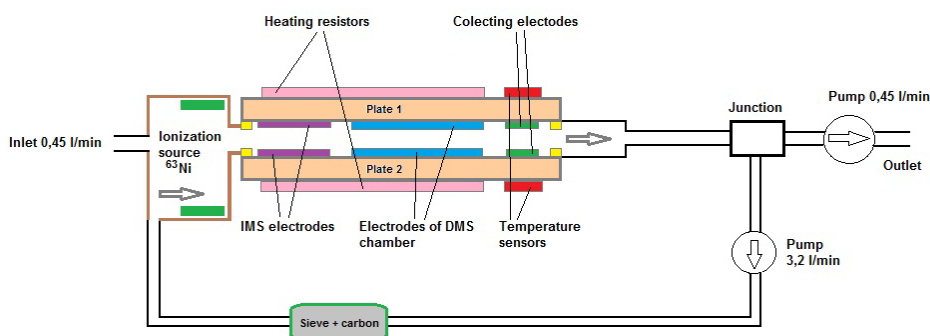 Heating resistors
Colecting electodes
Plate 1
Junction
Pump 0,45 l/min
Inlet 0,45 l/min
Ionization
source
63Ni
Outlet
Plate 2
IMS electrodes
Electrodes of DMS
chamber
Temperature
sensors
Pump
3,2 l/min
Sieve + carbon